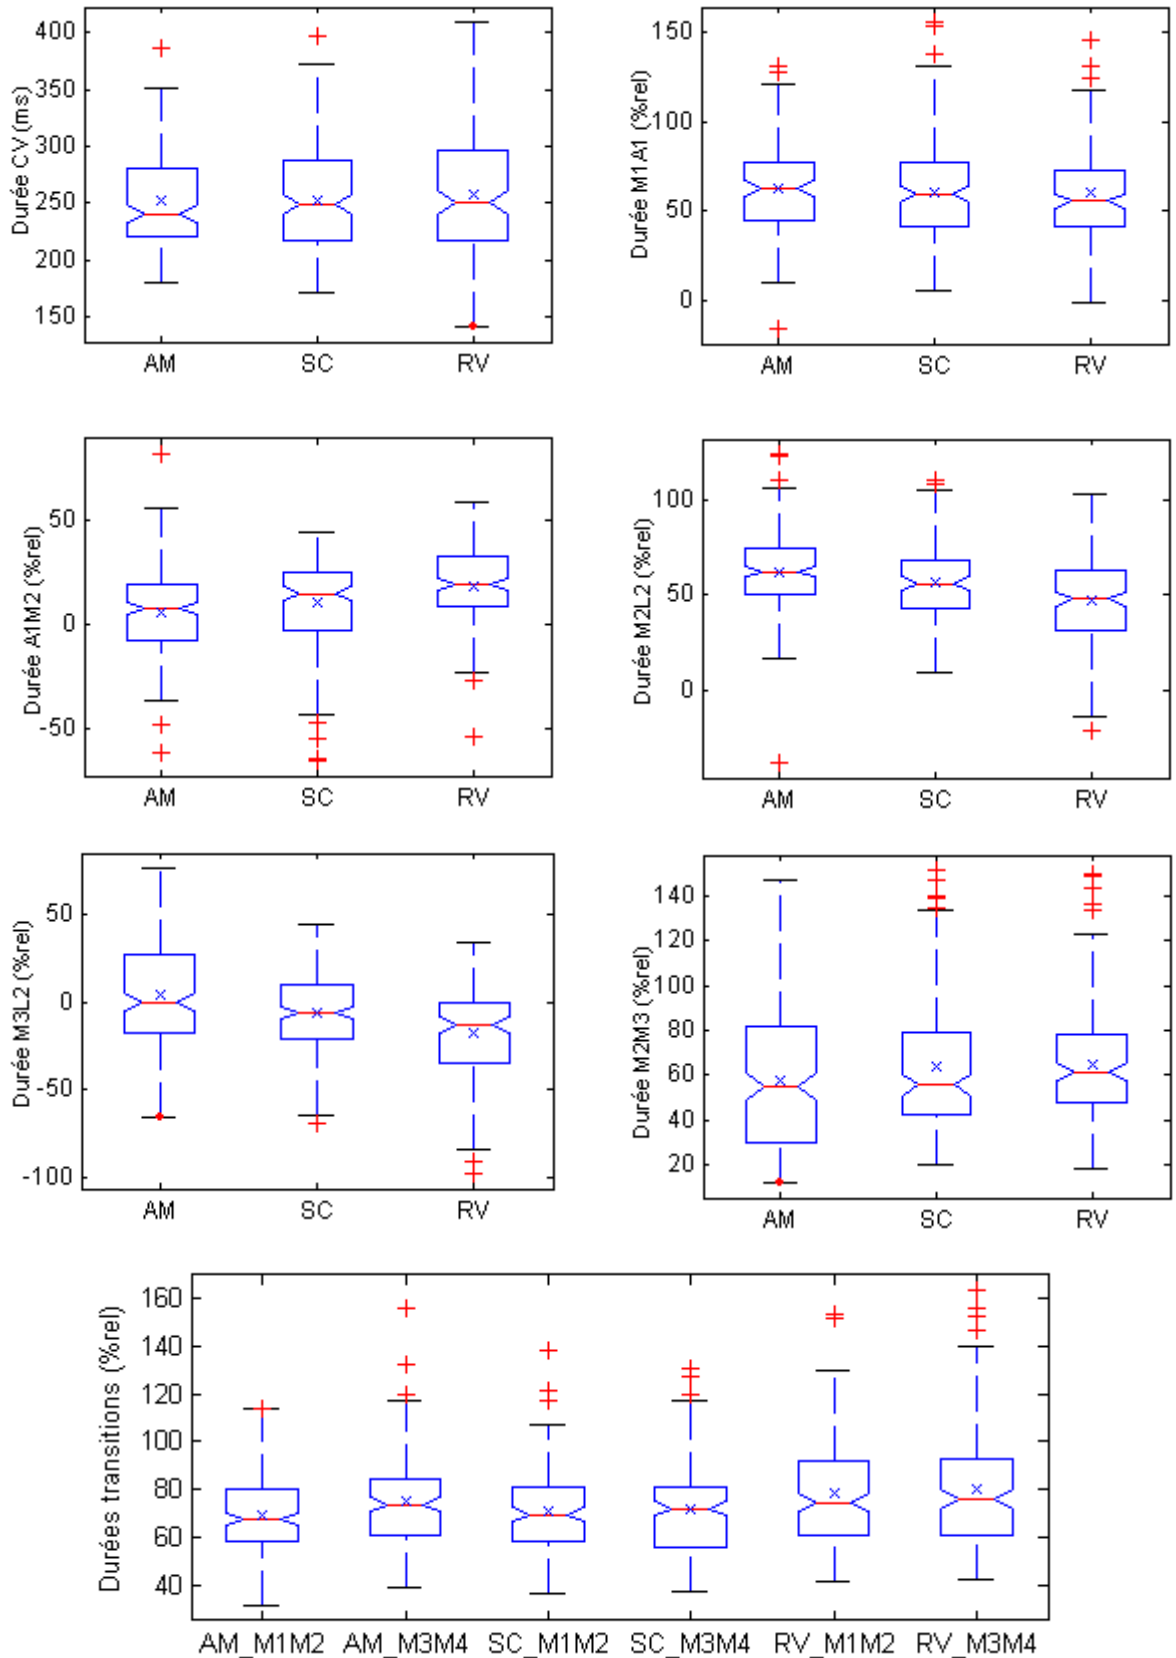 Durée CV (ms)
400
350
300
250
200
150
AM SC RV
Durée M1A1 (%rel)
150
100
50
0
AM SC RV
Durée A1M2 (%rel)
50
0
-50
AM SC RV
Durée M2L2 (%rel)
100
50
0
AM SC RV
Durée M3L2 (%rel)
50
0
-50
-100
AM SC RV
Durée M2M3 (%rel)
140
120
100
80
60
40
20
AM SC RV
Durées transitions (%rel)
160
140
120
100
80
60
40
AM_M1M2 AM_M3M4 SC_M1M2 SC_M3M4 RV_M1M2 RV_M3M4